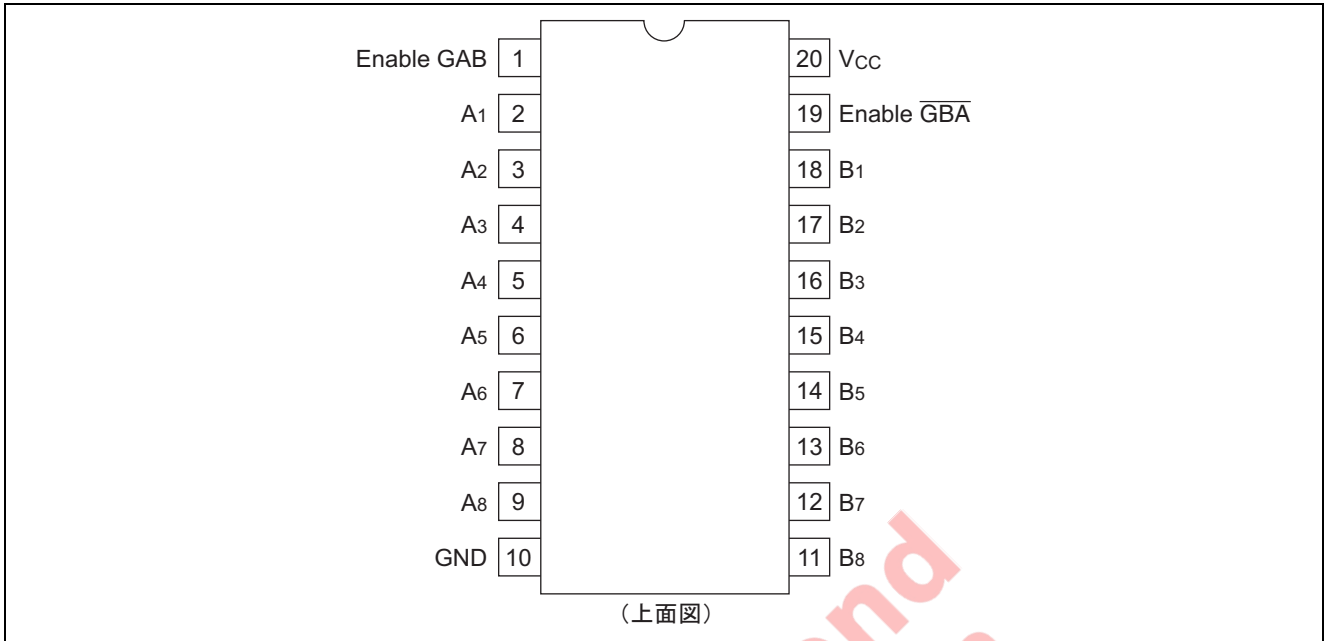 Enable GAB 1 20 VCC
A1 2 19 Enable G̅B̅A̅
A2 3 18 B1
A3 4 17 B2
A4 5 16 B3
A5 6 15 B4
A6 7 14 B5
A7 8 13 B6
A8 9 12 B7
GND 10 11 B8
(上面図)